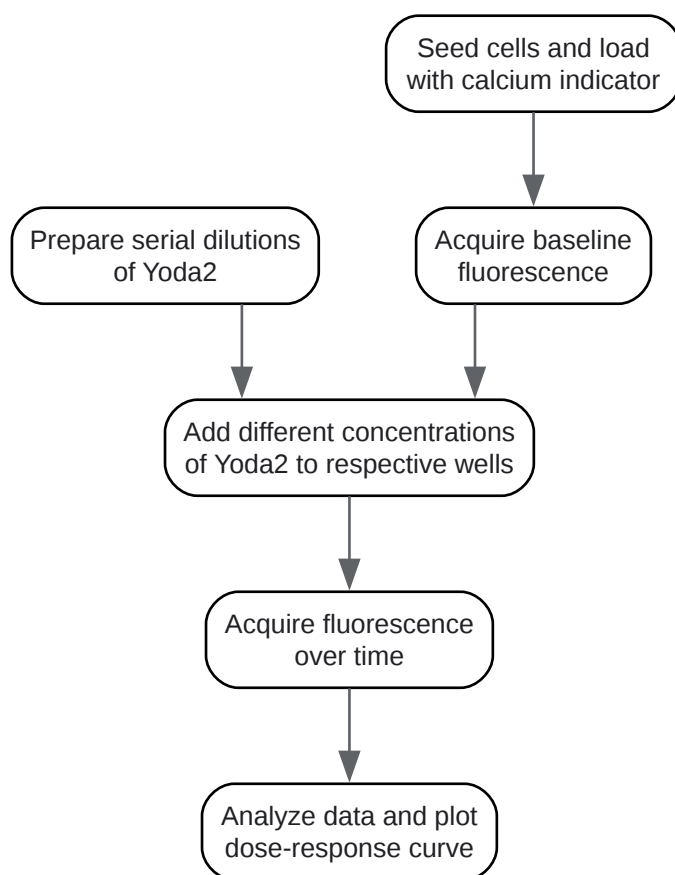 Seed cells and load
with calcium indicator
Prepare serial dilutions
of Yoda2
Acquire baseline
fluorescence
Add different concentrations
of Yoda2 to respective wells
Acquire fluorescence
over time
Analyze data and plot
dose-response curve